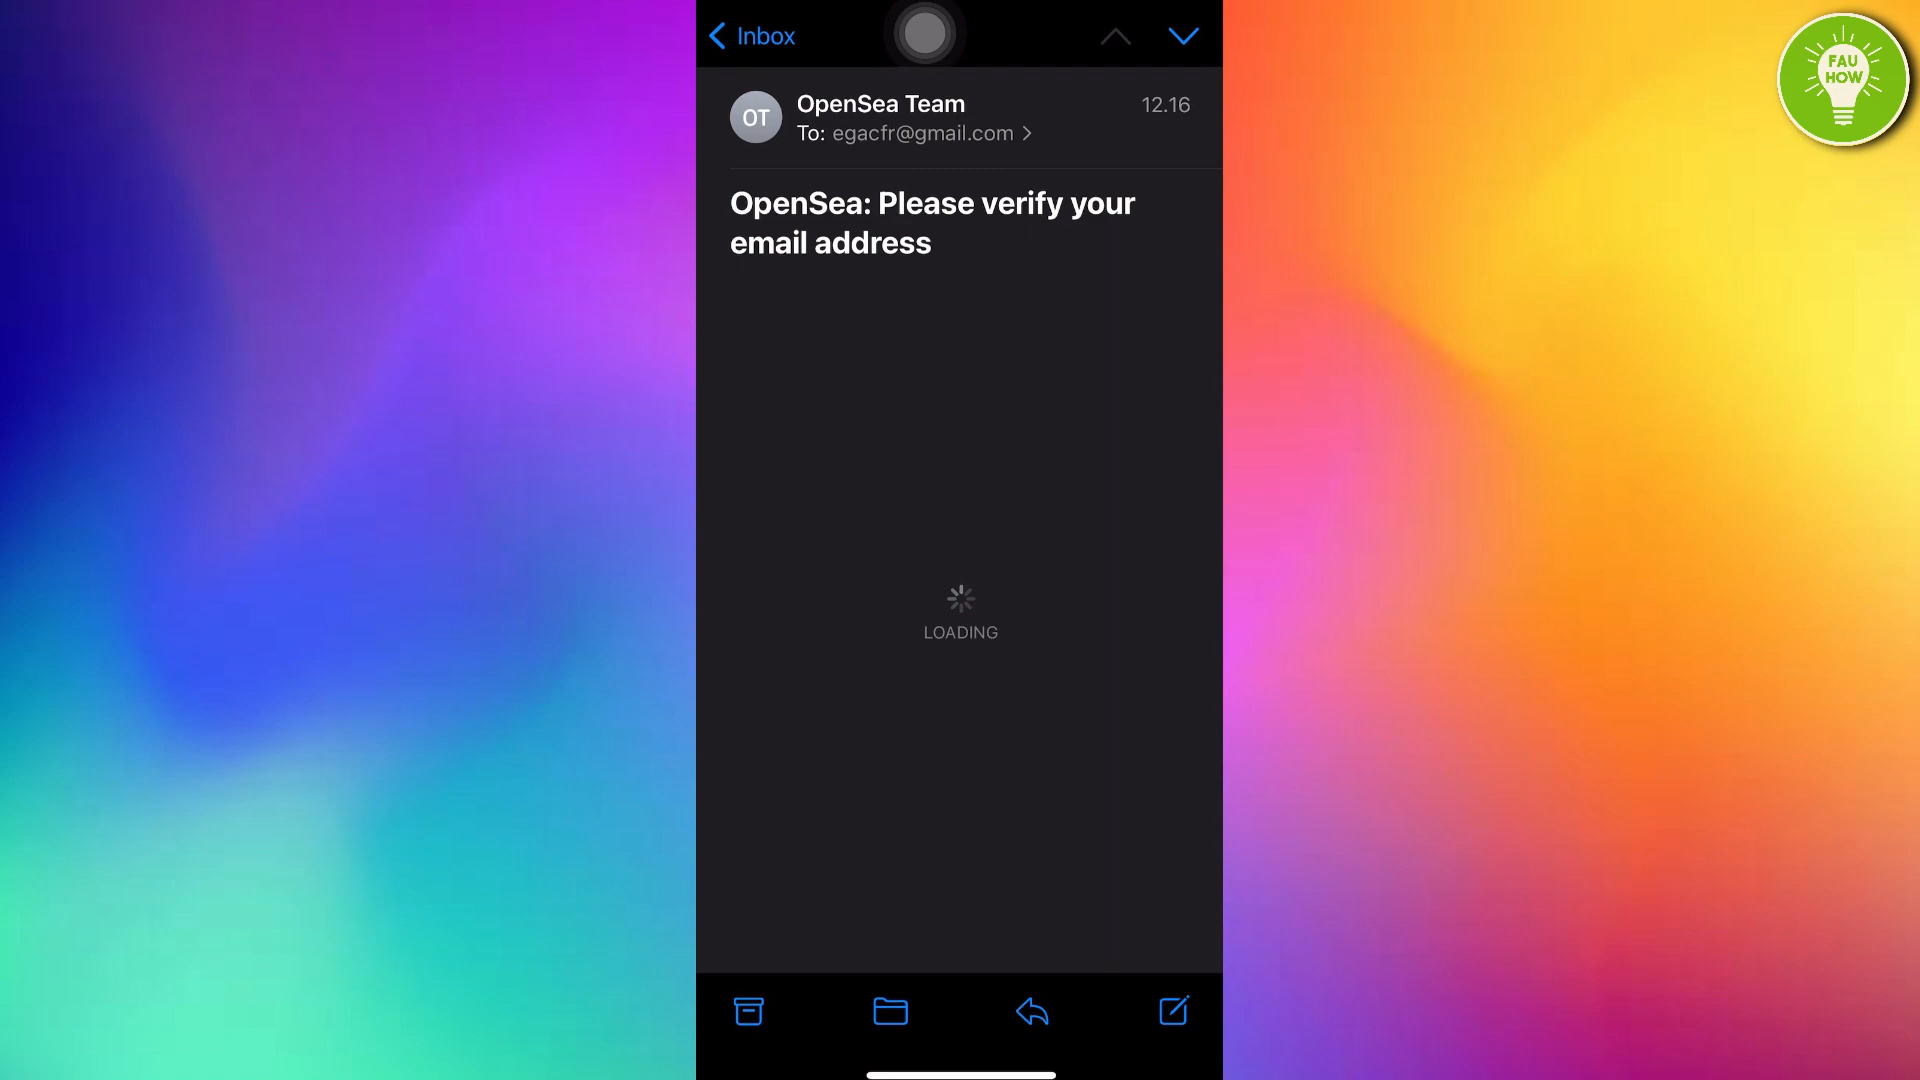 Inbox
OT
OpenSea Team
12.16
To: egacfr@gmail.com
OpenSea: Please verify your
email address
LOADING
FAU
HOW